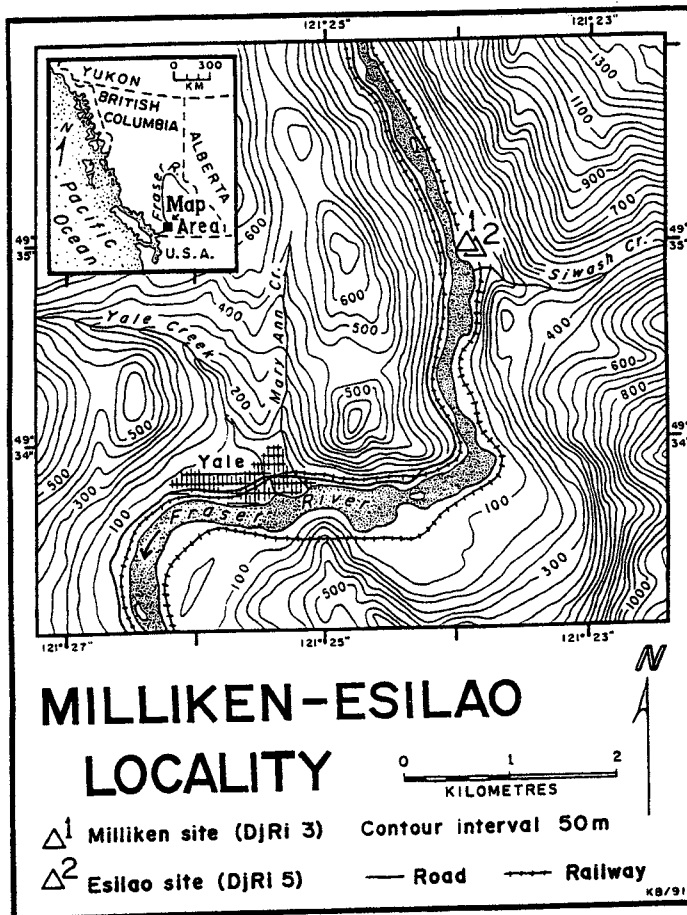 121°25" 121°23"
YUKON
0 300
KM
BRITISH
COLUMBIA
ALBERTA
N
Pacific
Ocean
Fraser R.
Map
Area
U.S.A.
1300
1100
900
700
600
49°
35'
49°
35'
1
2
Siwash Cr.
400
600
500
400
600
800
Yale Creek
Mary Ann Cr.
200
500
500
49°
34'
49°
34'
500
300
100
Yale
Fraser River
100
100
300
500
1000
121°27" 121°25" 121°23"
MILLIKEN-ESILAO
LOCALITY
N
0 1 2
KILOMETRES
1 Milliken site (DjRi 3) Contour interval 50m
2 Esilao site (DjRi 5) Road Railway
KB/91